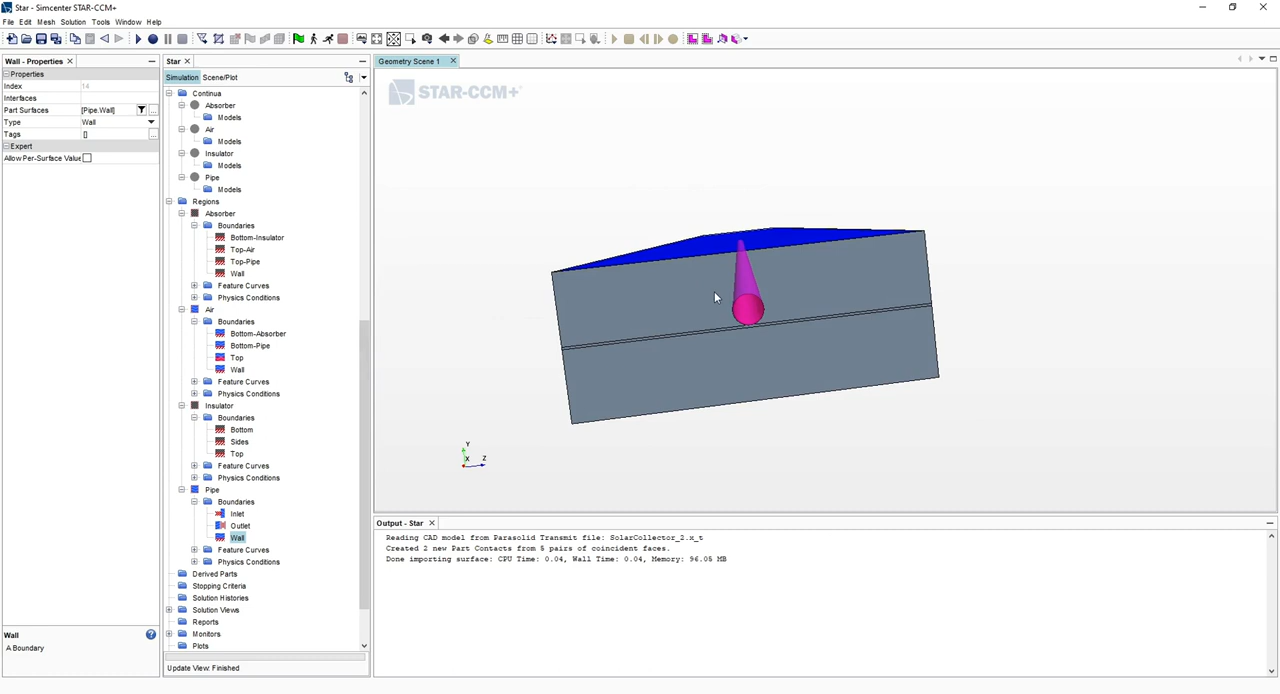 Star - Simcenter STAR-CCM+
File Edit Mesh Solution Tools Window Help
Wall - Properties
Properties
Index 14
Interfaces
Part Surfaces [Pipe.Wall]
Type Wall
Tags []
Expert
Allow Per-Surface Value
Wall
A Boundary
Star
Simulation Scene/Plot
Continua
Absorber
Models
Air
Models
Insulator
Models
Pipe
Models
Regions
Absorber
Boundaries
Bottom-Insulator
Top-Air
Top-Pipe
Wall
Feature Curves
Physics Conditions
Air
Boundaries
Bottom-Absorber
Bottom-Pipe
Top
Wall
Feature Curves
Physics Conditions
Insulator
Boundaries
Bottom
Sides
Top
Feature Curves
Physics Conditions
Pipe
Boundaries
Inlet
Outlet
Wall
Feature Curves
Physics Conditions
Derived Parts
Stopping Criteria
Solution Histories
Solution Views
Reports
Monitors
Plots
Update View: Finished
Geometry Scene 1
STAR-CCM+
Y
X Z
Output - Star
Reading CAD model from Parasolid Transmit file: SolarCollector_2.x_t
Created 2 new Part Contacts from 5 pairs of coincident faces.
Done importing surface: CPU Time: 0.04, Wall Time: 0.04, Memory: 96.05 MB